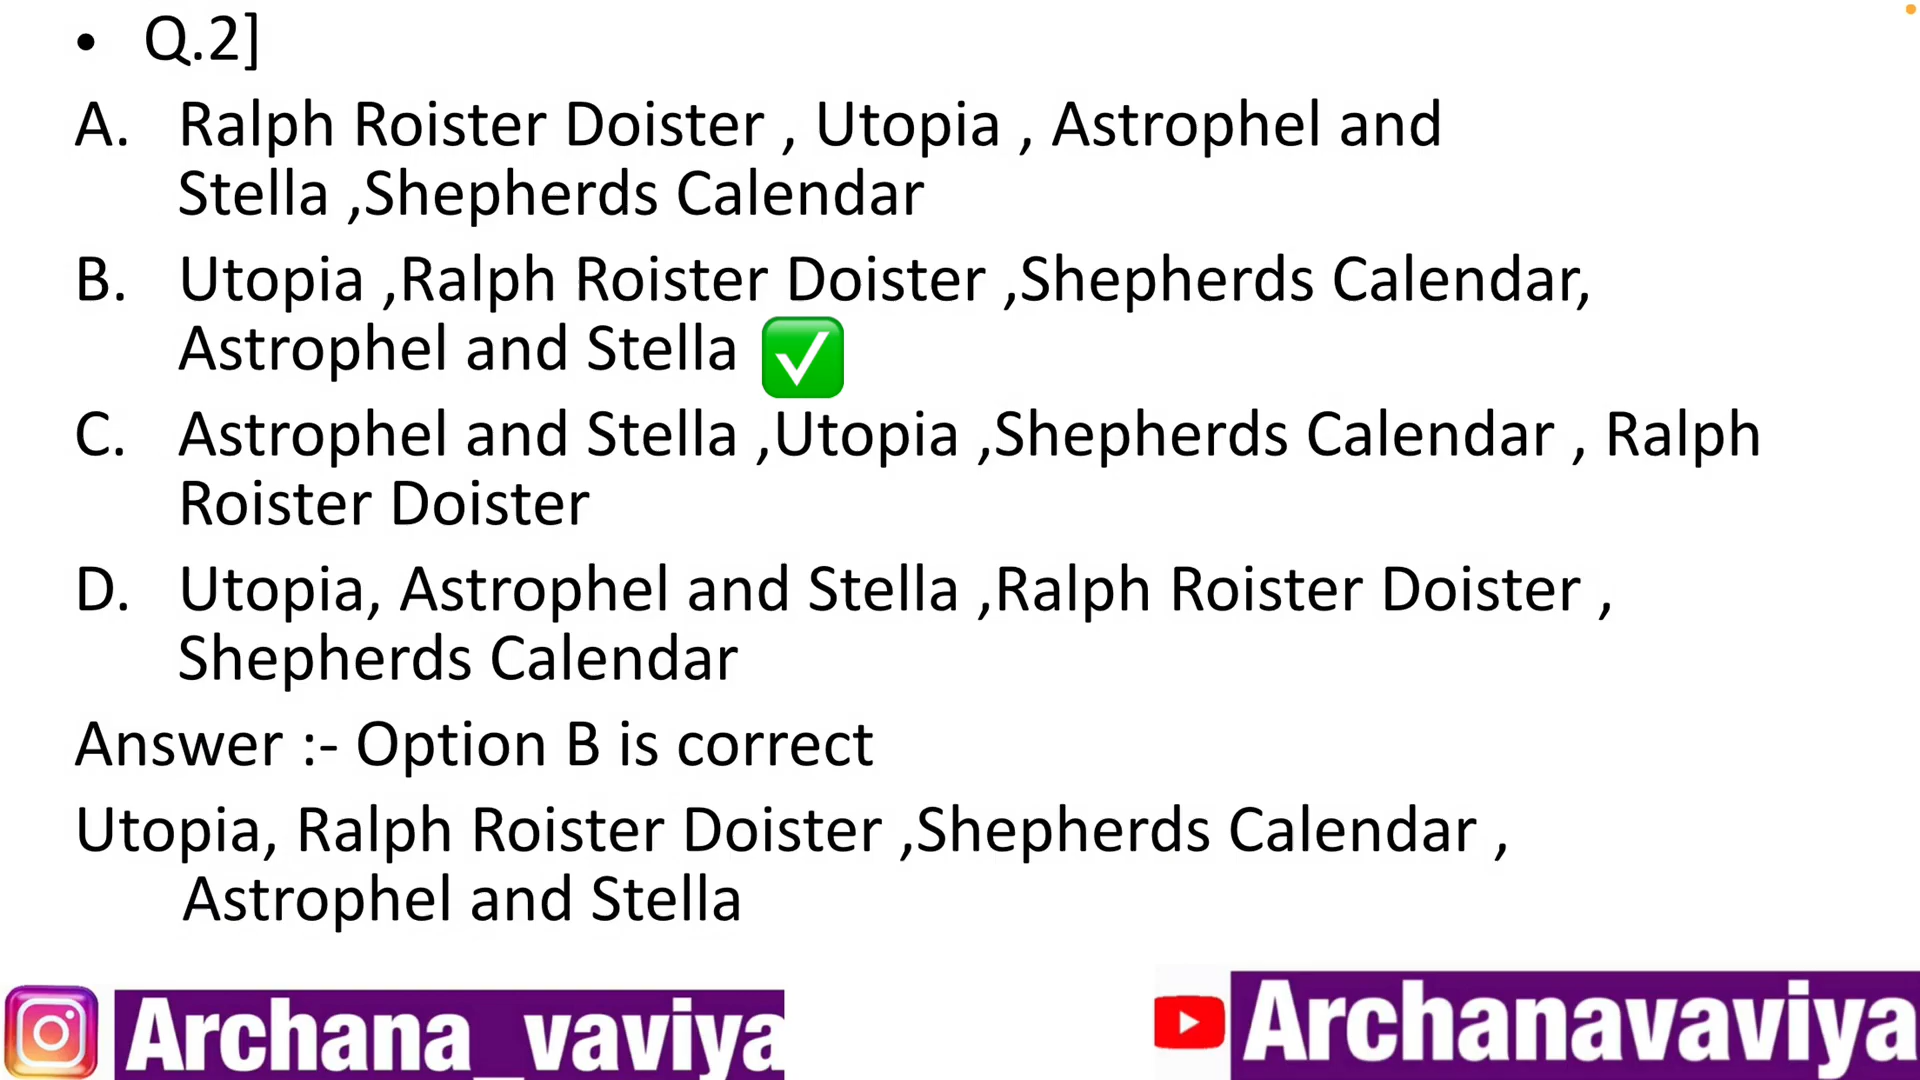 • Q.2]
A. Ralph Roister Doister , Utopia , Astrophel and
Stella ,Shepherds Calendar
B. Utopia ,Ralph Roister Doister ,Shepherds Calendar,
Astrophel and Stella ✅
C. Astrophel and Stella ,Utopia ,Shepherds Calendar , Ralph
Roister Doister
D. Utopia, Astrophel and Stella ,Ralph Roister Doister ,
Shepherds Calendar
Answer :- Option B is correct
Utopia, Ralph Roister Doister ,Shepherds Calendar ,
Astrophel and Stella
Archana_vaviya
Archanavaviya